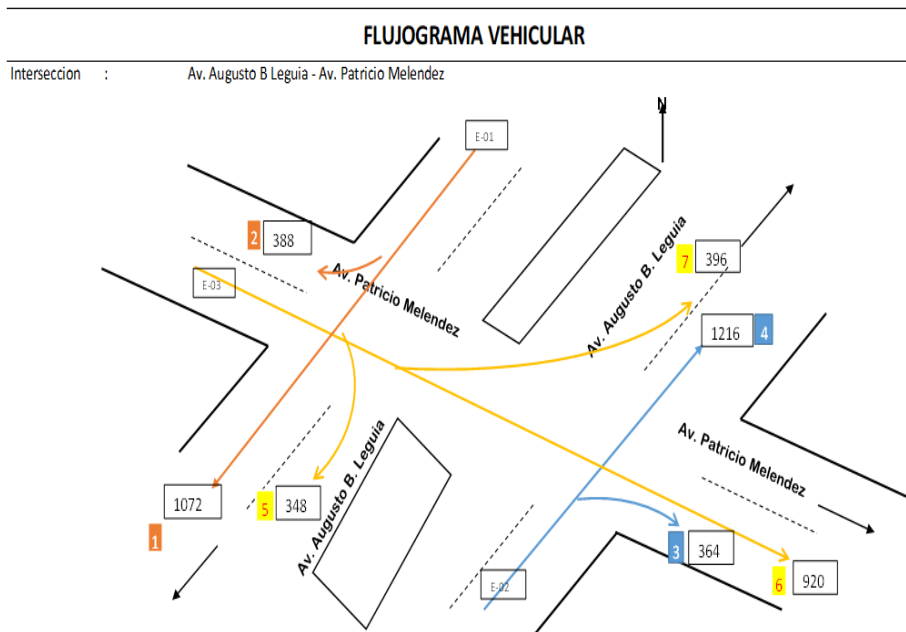 FLUJOGRAMA VEHICULAR
Interseccion : Av. Augusto B Leguia - Av. Patricio Melendez
N
E-01
2 388
E-03
Av. Patricio Melendez
Av. Augusto B. Leguia
7 396
1216 4
Av. Patricio Melendez
1072
1
5 348
Av. Augusto B. Leguia
3 364
E-02
6 920